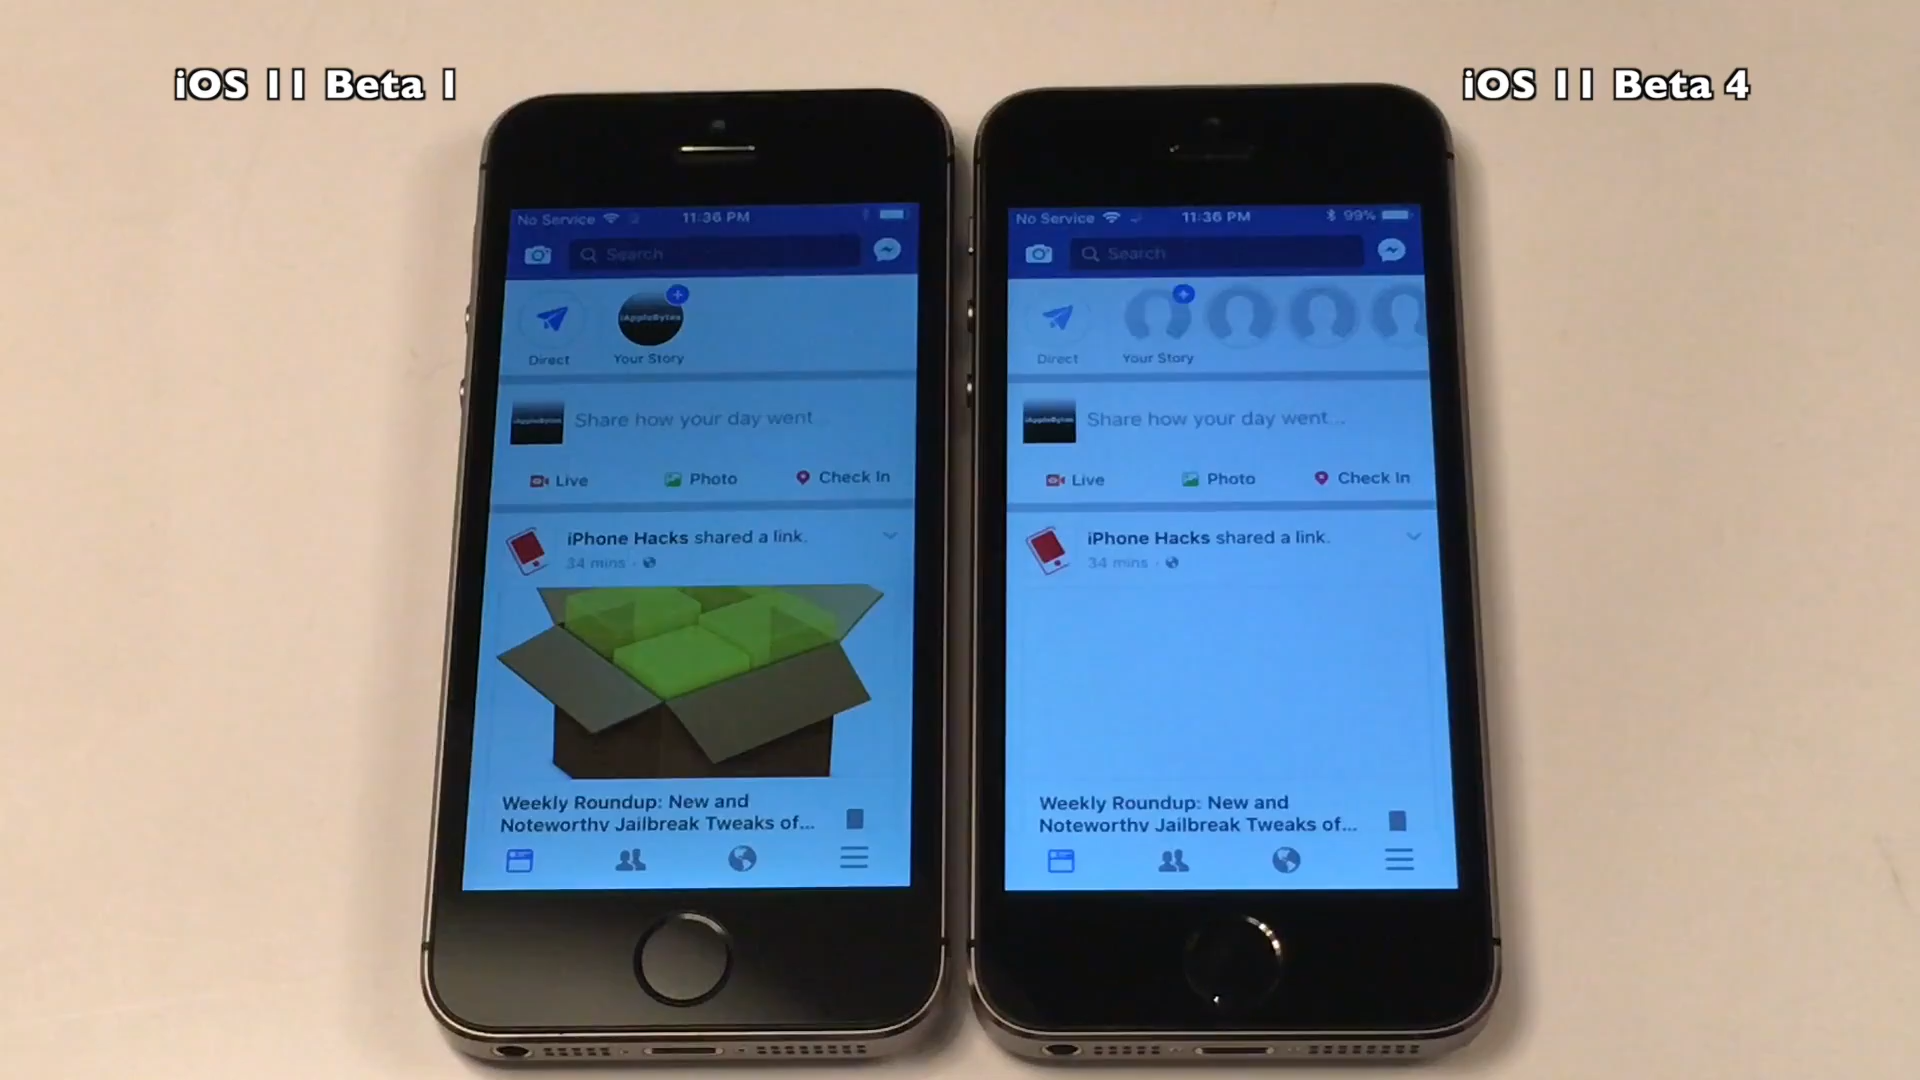 iOS 11 Beta 1
iOS 11 Beta 4
No Service
11:36 PM
Search
Direct
Your Story
iAppleBytes
Share how your day went...
Live
Photo
Check In
iPhone Hacks shared a link.
34 mins ·
Weekly Roundup: New and
Noteworthy Jailbreak Tweaks of...
No Service
11:36 PM
99%
Search
Direct
Your Story
iAppleBytes
Share how your day went...
Live
Photo
Check In
iPhone Hacks shared a link.
34 mins ·
Weekly Roundup: New and
Noteworthy Jailbreak Tweaks of...